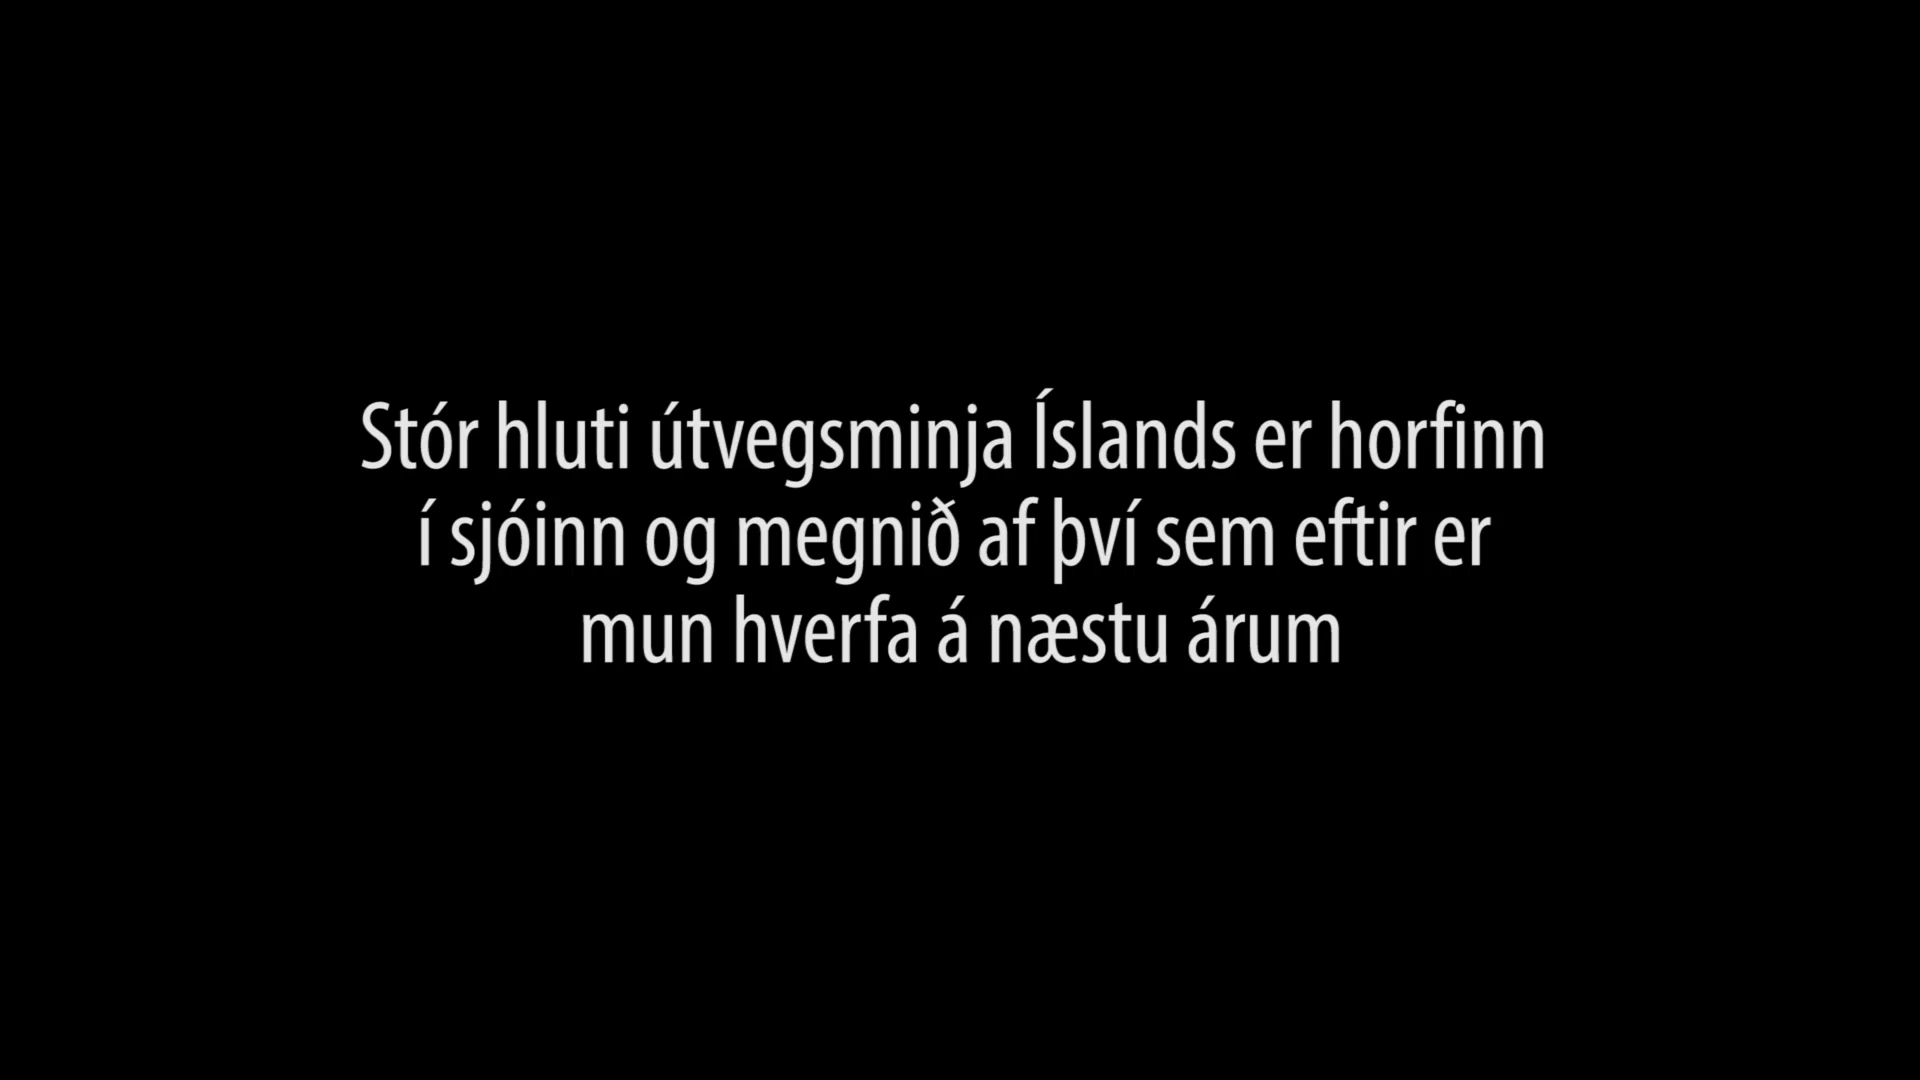 Stór hluti útvegsminja Íslands er horfinn
í sjóinn og megnið af því sem eftir er
mun hverfa á næstu árum